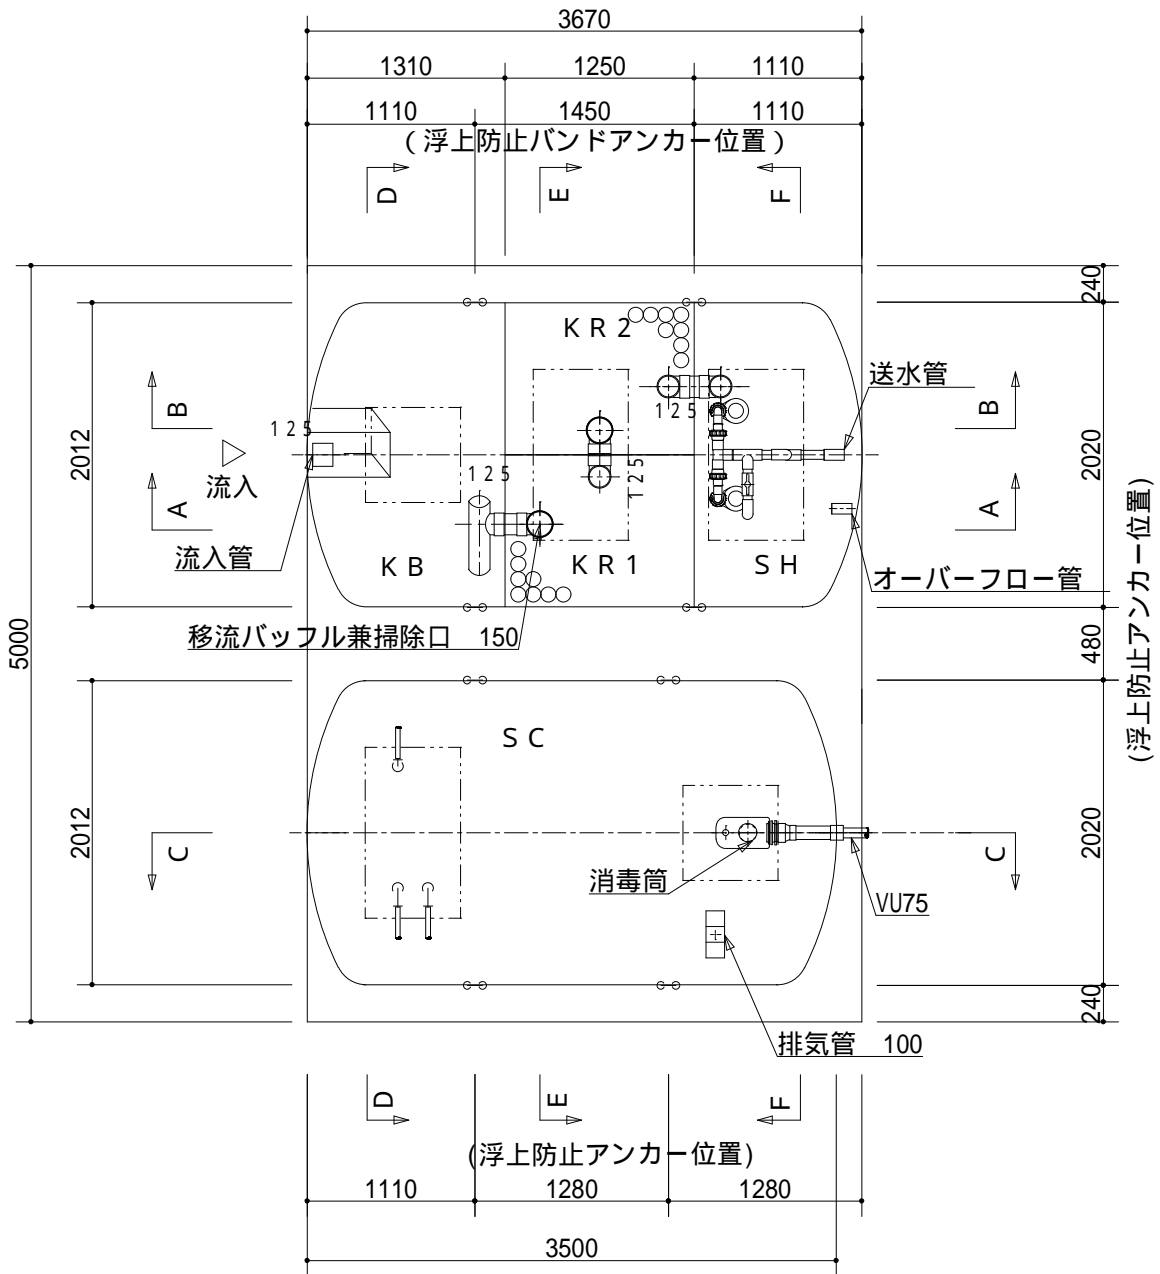 3670
1310
1250
1110
1110
1450
1110
(浮上防止バンドアンカー位置)
D
E
F
240
KR2
送水管
B
B
125
125
2012
2020
流入
125
125
A
A
流入管
KB
KR1
SH
オーバーフロー管
(浮上防止アンカー位置)
移流バッフル兼掃除口 150
480
5000
SC
2012
2020
C
C
消毒筒
VU75
240
排気管 100
D
E
F
(浮上防止アンカー位置)
1110
1280
1280
3500